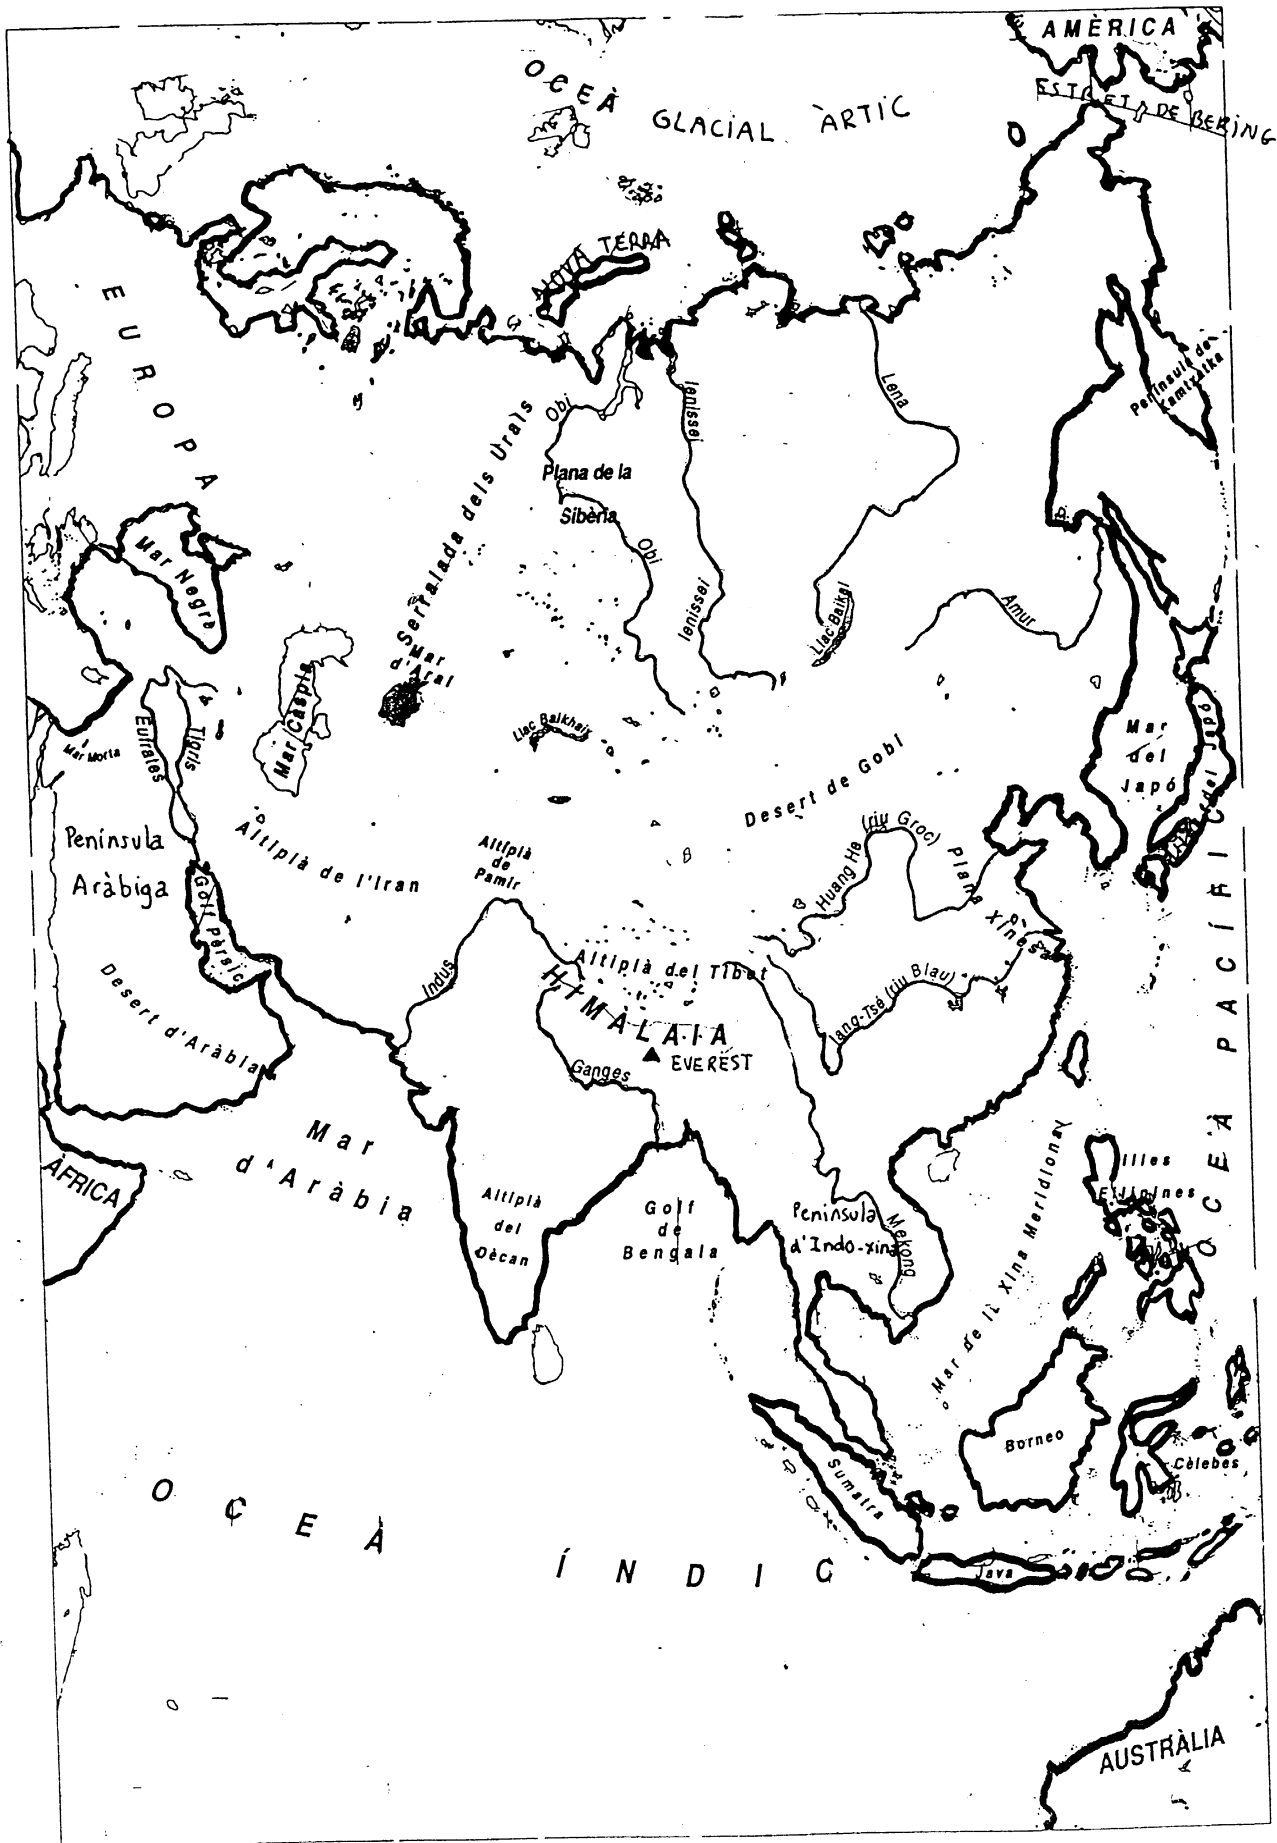 AMÈRICA
OCEÀ GLACIAL ÀRTIC
ESTRET DE BERING
NOVA TERRA
EUROPA
Península de
Kamtxatka
Ienissei
Lena
Obi
Serralada dels Urals
Plana de la
Sibèria
Obi
Ienissei
Llac Baikal
Amur
Mar Negre
Mar
d'Aral
Mar Càspia
Llac Balkhaix
Mar Morta
Eufrates
Tigris
Mar
del
Japó
Desert de Gobi
Península
Aràbiga
Altiplà de l'Iran
Altiplà
de
Pamir
Huang He (riu Groc)
Plana Xinesa
Golf Pèrsic
Indus
Altiplà del Tibet
HIMÀLAIA
EVEREST
Iang-Tsé (riu Blau)
Desert d'Aràbia
Ganges
OCEÀ PACÍFIC
Mar
d'Aràbia
ÀFRICA
Altiplà
del
Dècan
Golf
de
Bengala
Península
d'Indo-xina
Mekong
Mar de la Xina Meridional
Illes
Filipines
Borneo
Cèlebes
Sumatra
Java
OCEÀ ÍNDIC
AUSTRÀLIA